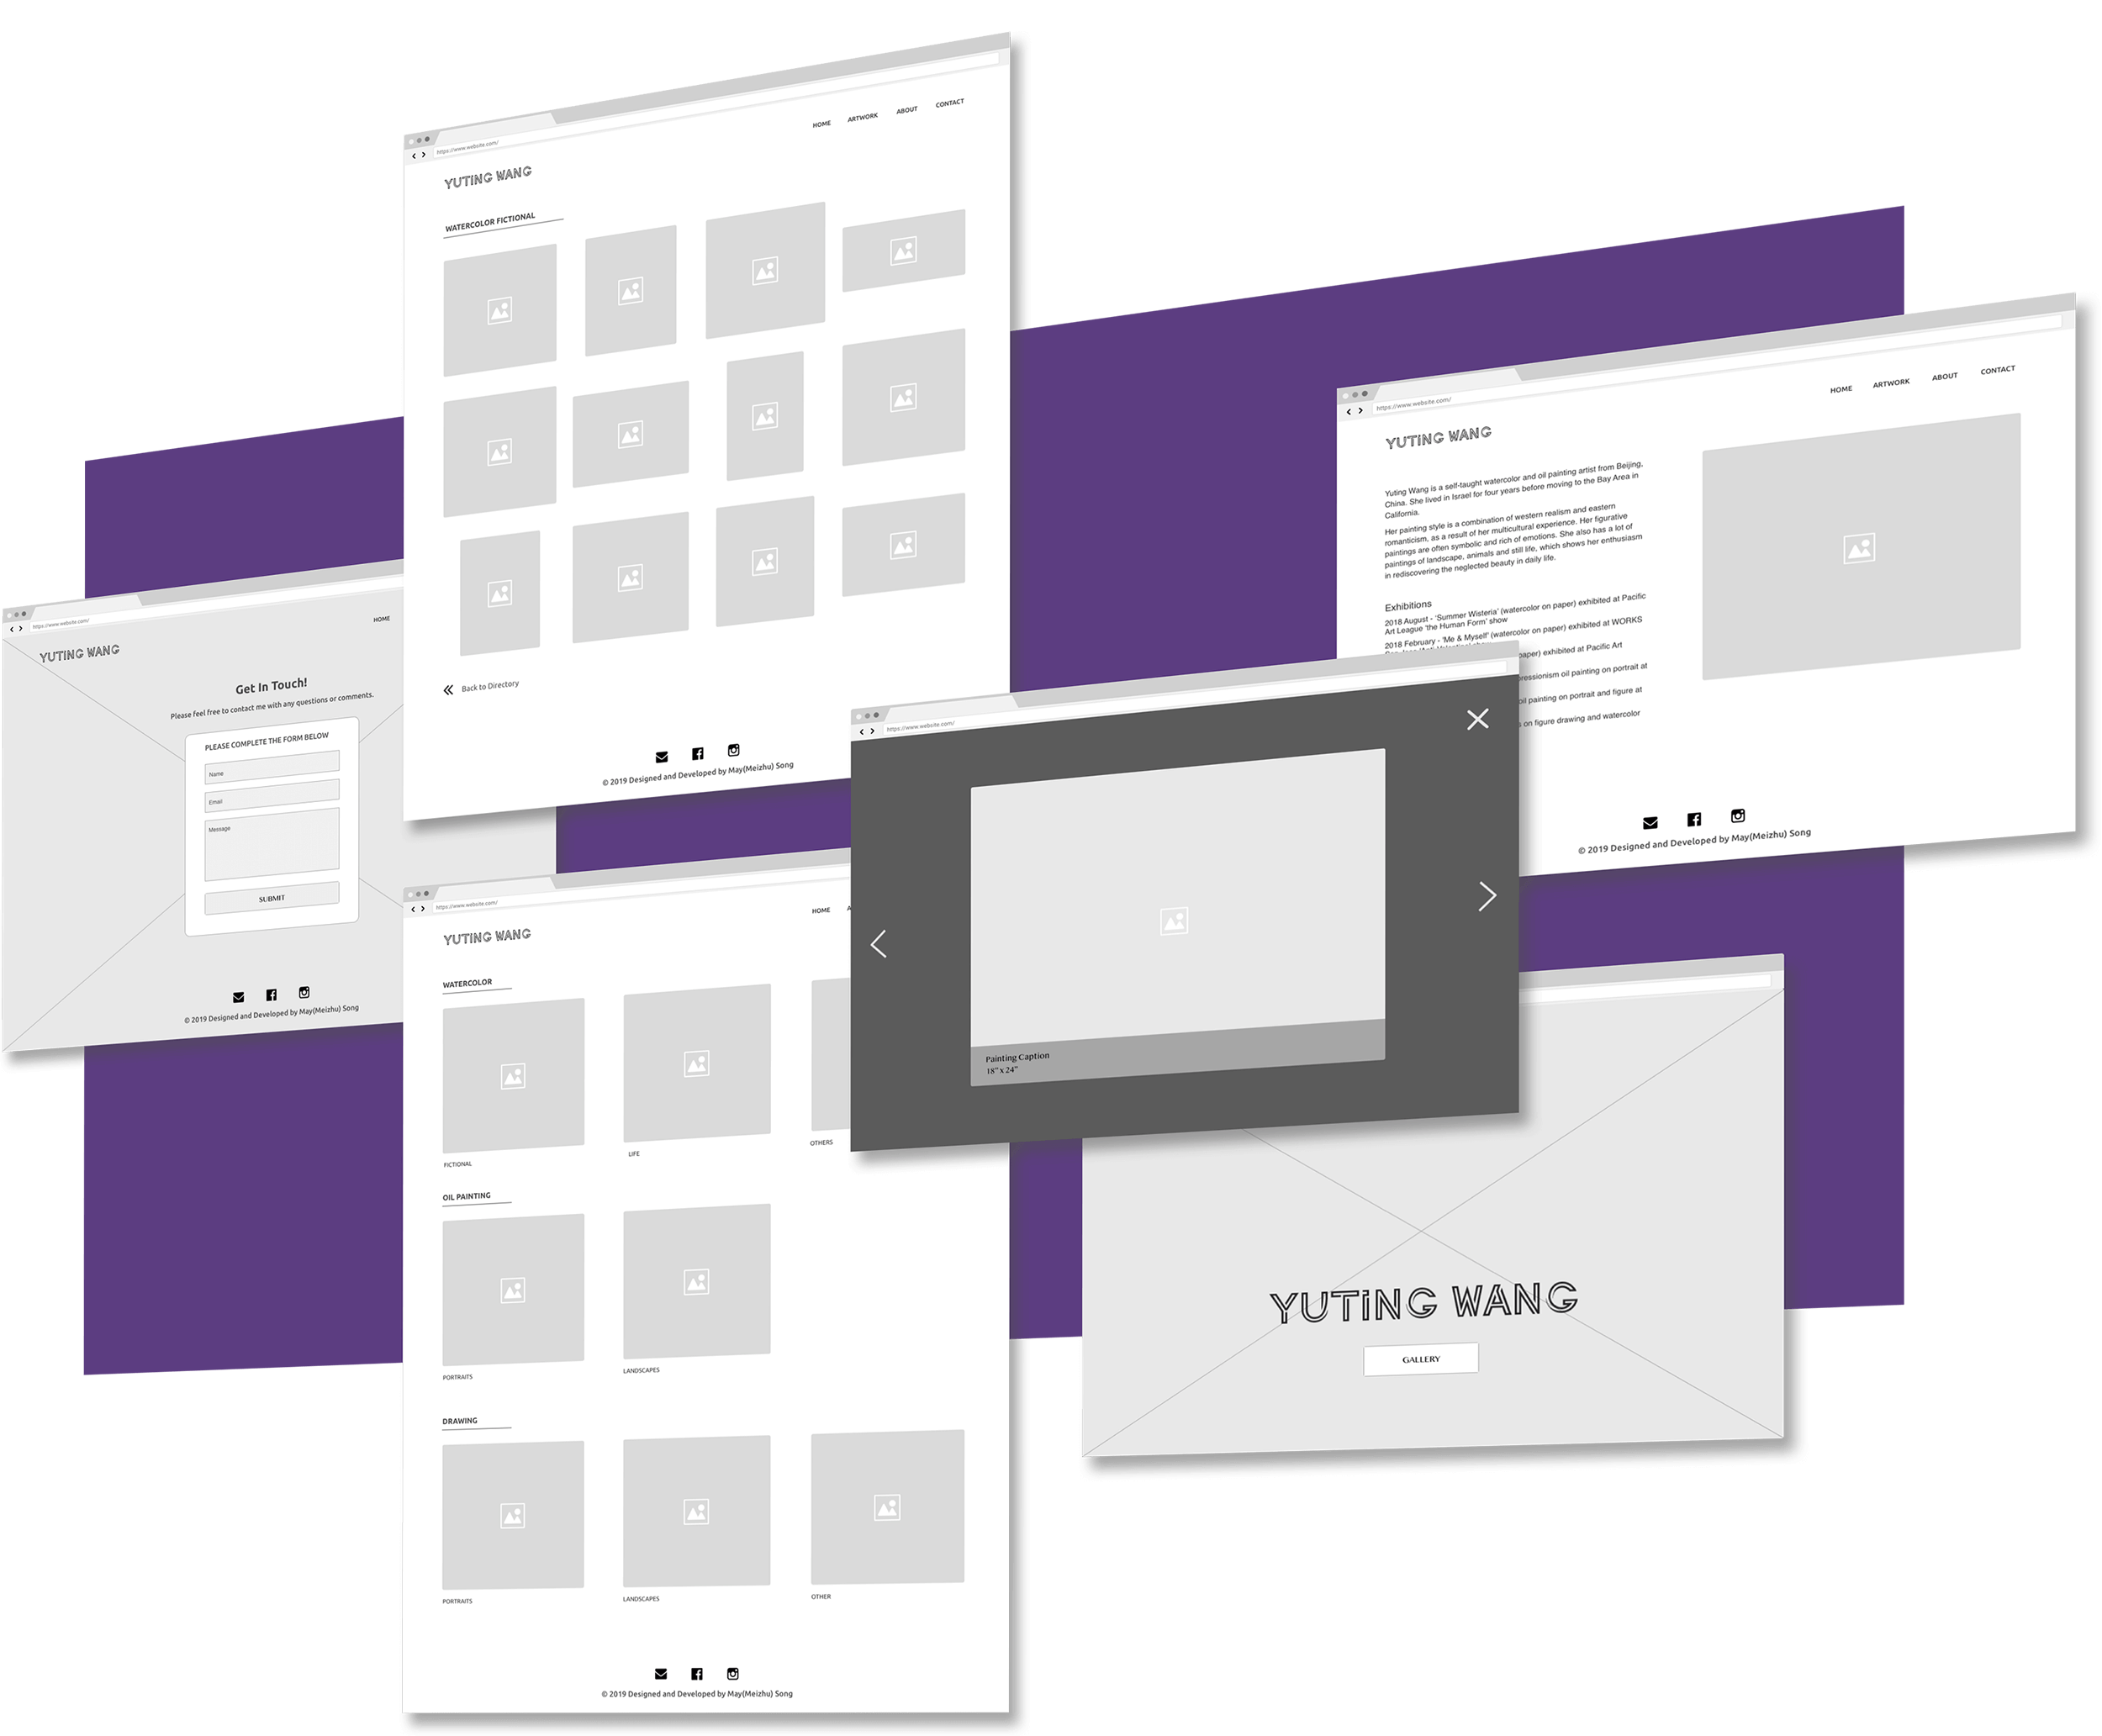 https://www.website.com/
HOME ARTWORK ABOUT CONTACT
YUTING WANG
WATERCOLOR FICTIONAL
Back to Directory
© 2019 Designed and Developed by May(Meizhu) Song
https://www.website.com/
HOME ARTWORK ABOUT CONTACT
YUTING WANG
Yuting Wang is a self-taught watercolor and oil painting artist from Beijing,
China. She lived in Israel for four years before moving to the Bay Area in
California.
Her painting style is a combination of western realism and eastern
romanticism, as a result of her multicultural experience. Her figurative
paintings are often symbolic and rich of emotions. She also has a lot of
paintings of landscape, animals and still life, which shows her enthusiasm
in rediscovering the neglected beauty in daily life.
Exhibitions
2018 August - ‘Summer Wisteria’ (watercolor on paper) exhibited at Pacific
Art League ‘the Human Form’ show
2018 February - ‘Me & Myself’ (watercolor on paper) exhibited at WORKS
paper) exhibited at Pacific Art
oil painting on portrait at
oil painting on portrait and figure at
on figure drawing and watercolor
© 2019 Designed and Developed by May(Meizhu) Song
https://www.website.com/
HOME
YUTING WANG
Get In Touch!
Please feel free to contact me with any questions or comments.
PLEASE COMPLETE THE FORM BELOW
Name
Email
Message
SUBMIT
© 2019 Designed and Developed by May(Meizhu) Song
https://www.website.com/
Painting Caption
18” x 24”
https://www.website.com/
HOME
YUTING WANG
WATERCOLOR
FICTIONAL LIFE OTHERS
OIL PAINTING
PORTRAITS LANDSCAPES
DRAWING
PORTRAITS LANDSCAPES OTHER
© 2019 Designed and Developed by May(Meizhu) Song
YUTING WANG
GALLERY